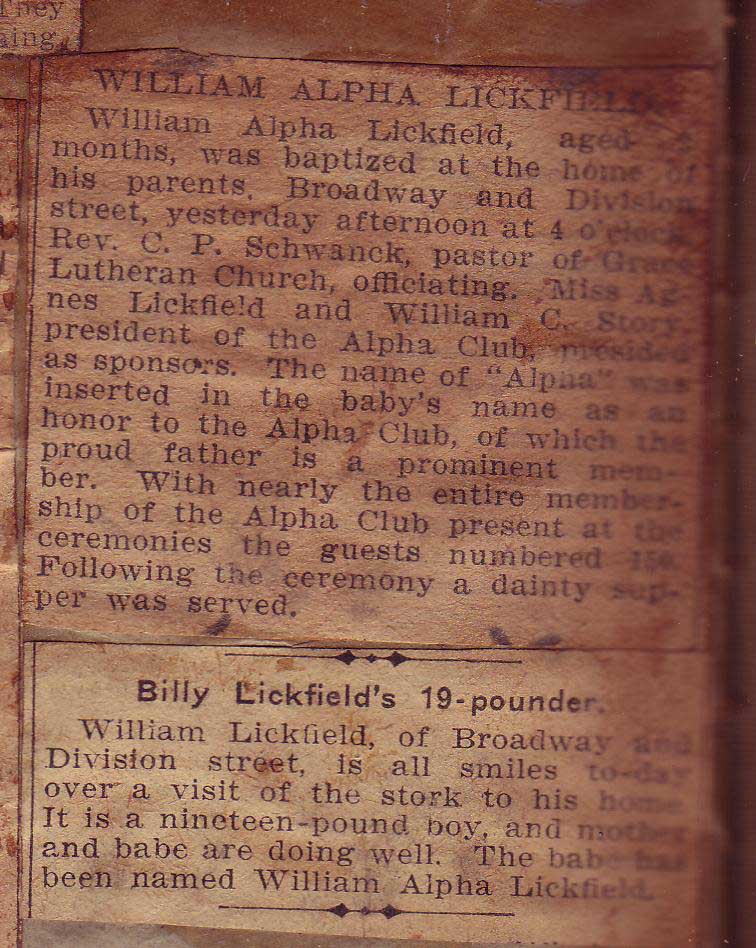 They
ning
WILLIAM ALPHA LICKFIELD
William Alpha Lickfield, aged
months, was baptized at the home of
his parents, Broadway and Division
street, yesterday afternoon at 4 o'clock,
Rev. C. P. Schwanck, pastor of Grace
Lutheran Church, officiating. Miss Ag-
nes Lickfield and William C. Story,
president of the Alpha Club, presided
as sponsors. The name of "Alpha" was
inserted in the baby's name as an
honor to the Alpha Club, of which the
proud father is a prominent mem-
ber. With nearly the entire member-
ship of the Alpha Club present at the
ceremonies the guests numbered 150.
Following the ceremony a dainty sup-
per was served.
Billy Lickfield's 19-pounder.
William Lickfield, of Broadway and
Division street, is all smiles to-day
over a visit of the stork to his home
It is a nineteen-pound boy, and mother
and babe are doing well. The babe has
been named William Alpha Lickfield.